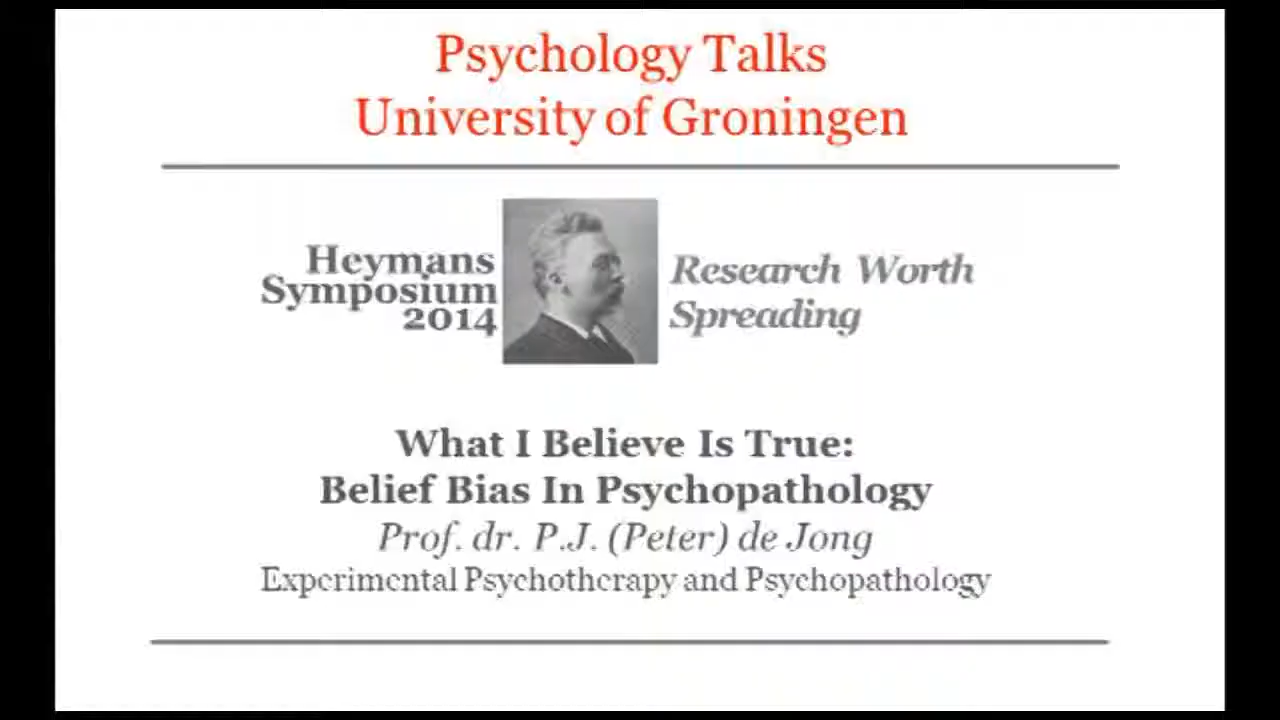 Psychology Talks
University of Groningen
Heymans
Symposium
2014
Research Worth
Spreading
What I Believe Is True:
Belief Bias In Psychopathology
Prof. dr. P.J. (Peter) de Jong
Experimental Psychotherapy and Psychopathology